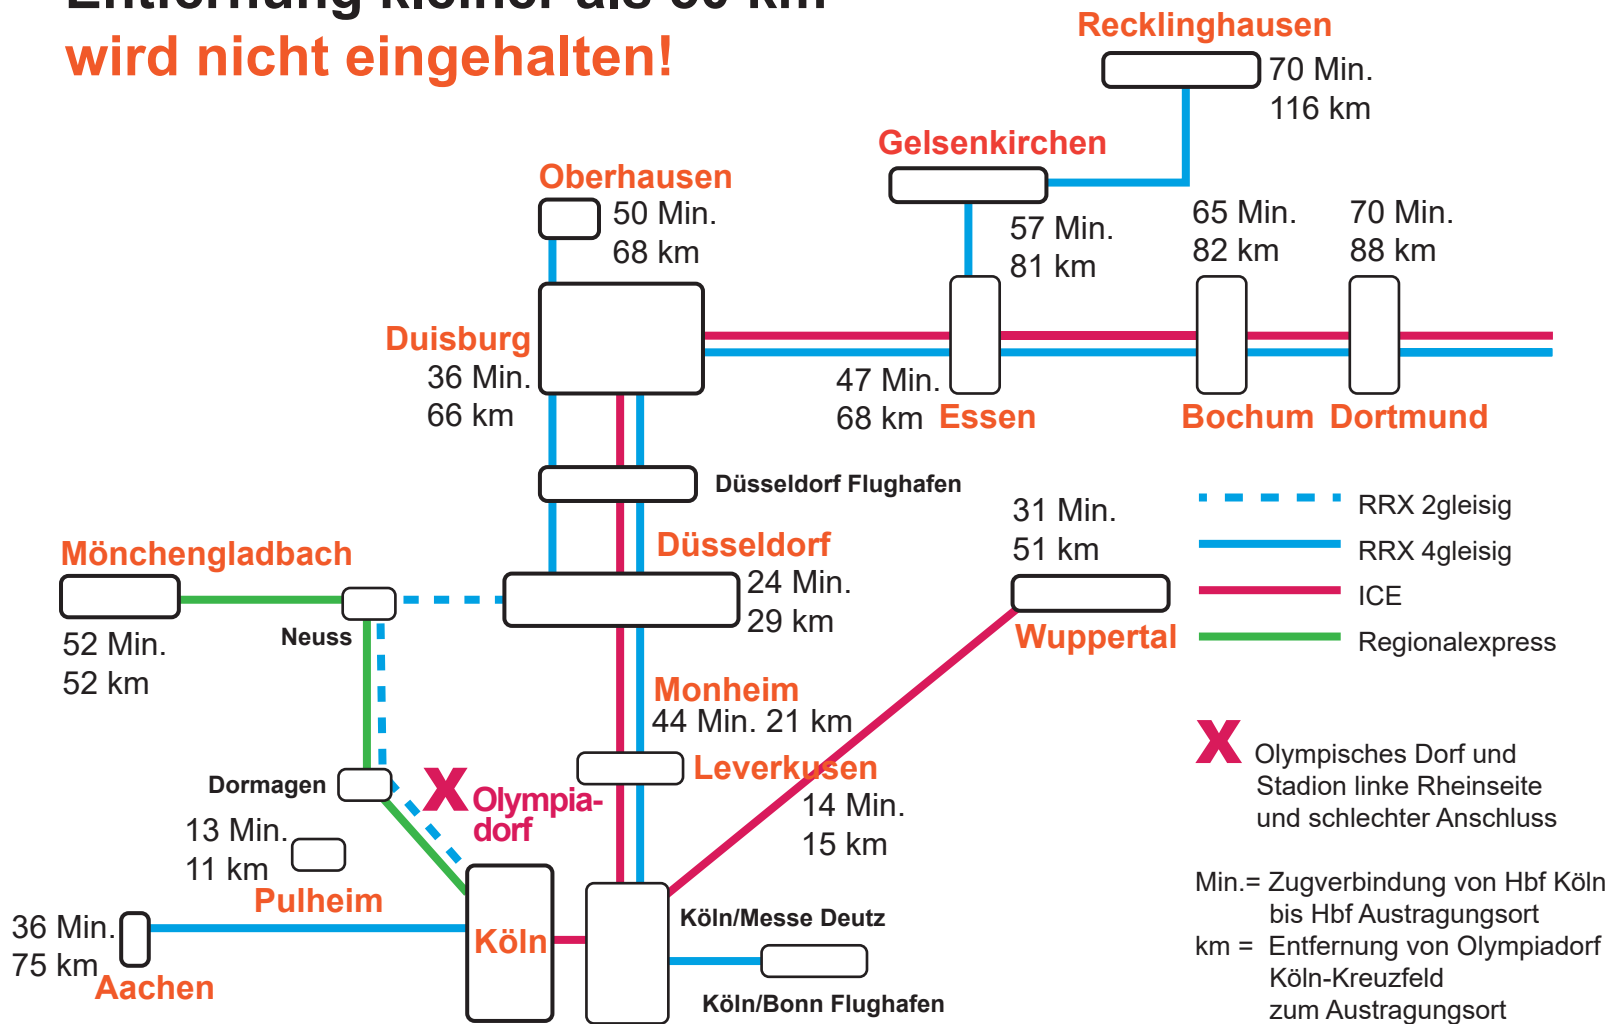 wird nicht eingehalten!
Recklinghausen
70 Min.
116 km
Gelsenkirchen
57 Min.
81 km
Oberhausen
50 Min.
68 km
65 Min.
82 km
70 Min.
88 km
Duisburg
36 Min.
66 km
47 Min.
68 km
Essen
Bochum
Dortmund
Düsseldorf Flughafen
Mönchengladbach
52 Min.
52 km
Neuss
Düsseldorf
24 Min.
29 km
31 Min.
51 km
Wuppertal
RRX 2gleisig
RRX 4gleisig
ICE
Regionalexpress
Monheim
44 Min. 21 km
Leverkusen
14 Min.
15 km
Dormagen
X Olympia-
dorf
13 Min.
11 km
Pulheim
36 Min.
75 km
Aachen
Köln
Köln/Messe Deutz
Köln/Bonn Flughafen
X Olympisches Dorf und
Stadion linke Rheinseite
und schlechter Anschluss
Min.= Zugverbindung von Hbf Köln
bis Hbf Austragungsort
km = Entfernung von Olympiadorf
Köln-Kreuzfeld
zum Austragungsort